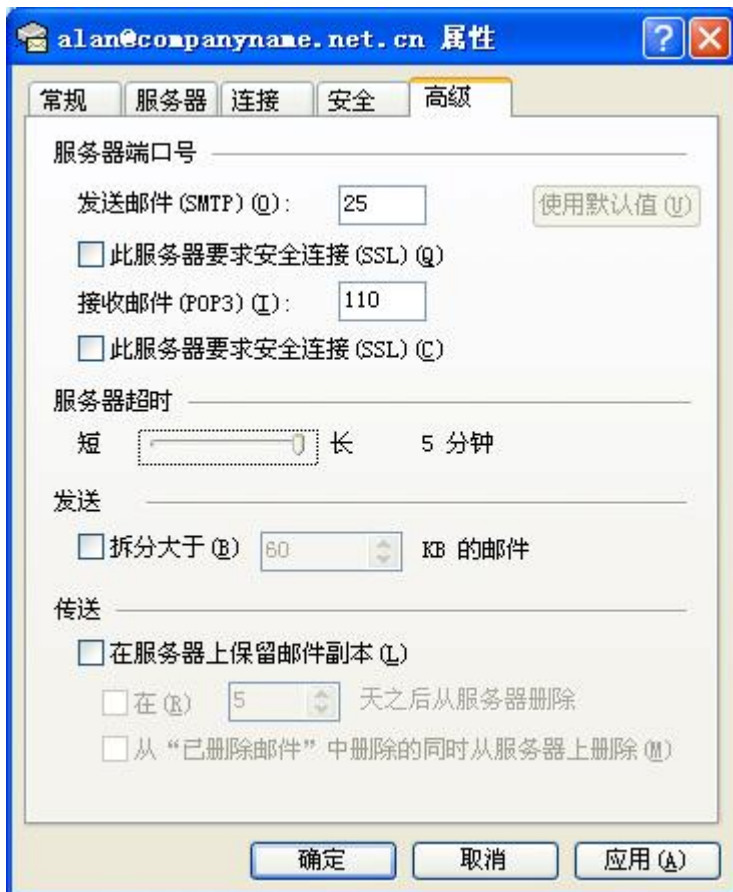 alan@companyname.net.cn 属性
常规 服务器 连接 安全 高级
服务器端口号
发送邮件(SMTP)(O): 25 使用默认值(U)
此服务器要求安全连接(SSL)(Q)
接收邮件(POP3)(I): 110
此服务器要求安全连接(SSL)(C)
服务器超时
短 长 5 分钟
发送
拆分大于(B) 60 KB 的邮件
传送
在服务器上保留邮件副本(L)
在(R) 5 天之后从服务器删除
从“已删除邮件”中删除的同时从服务器上删除(M)
确定 取消 应用(A)